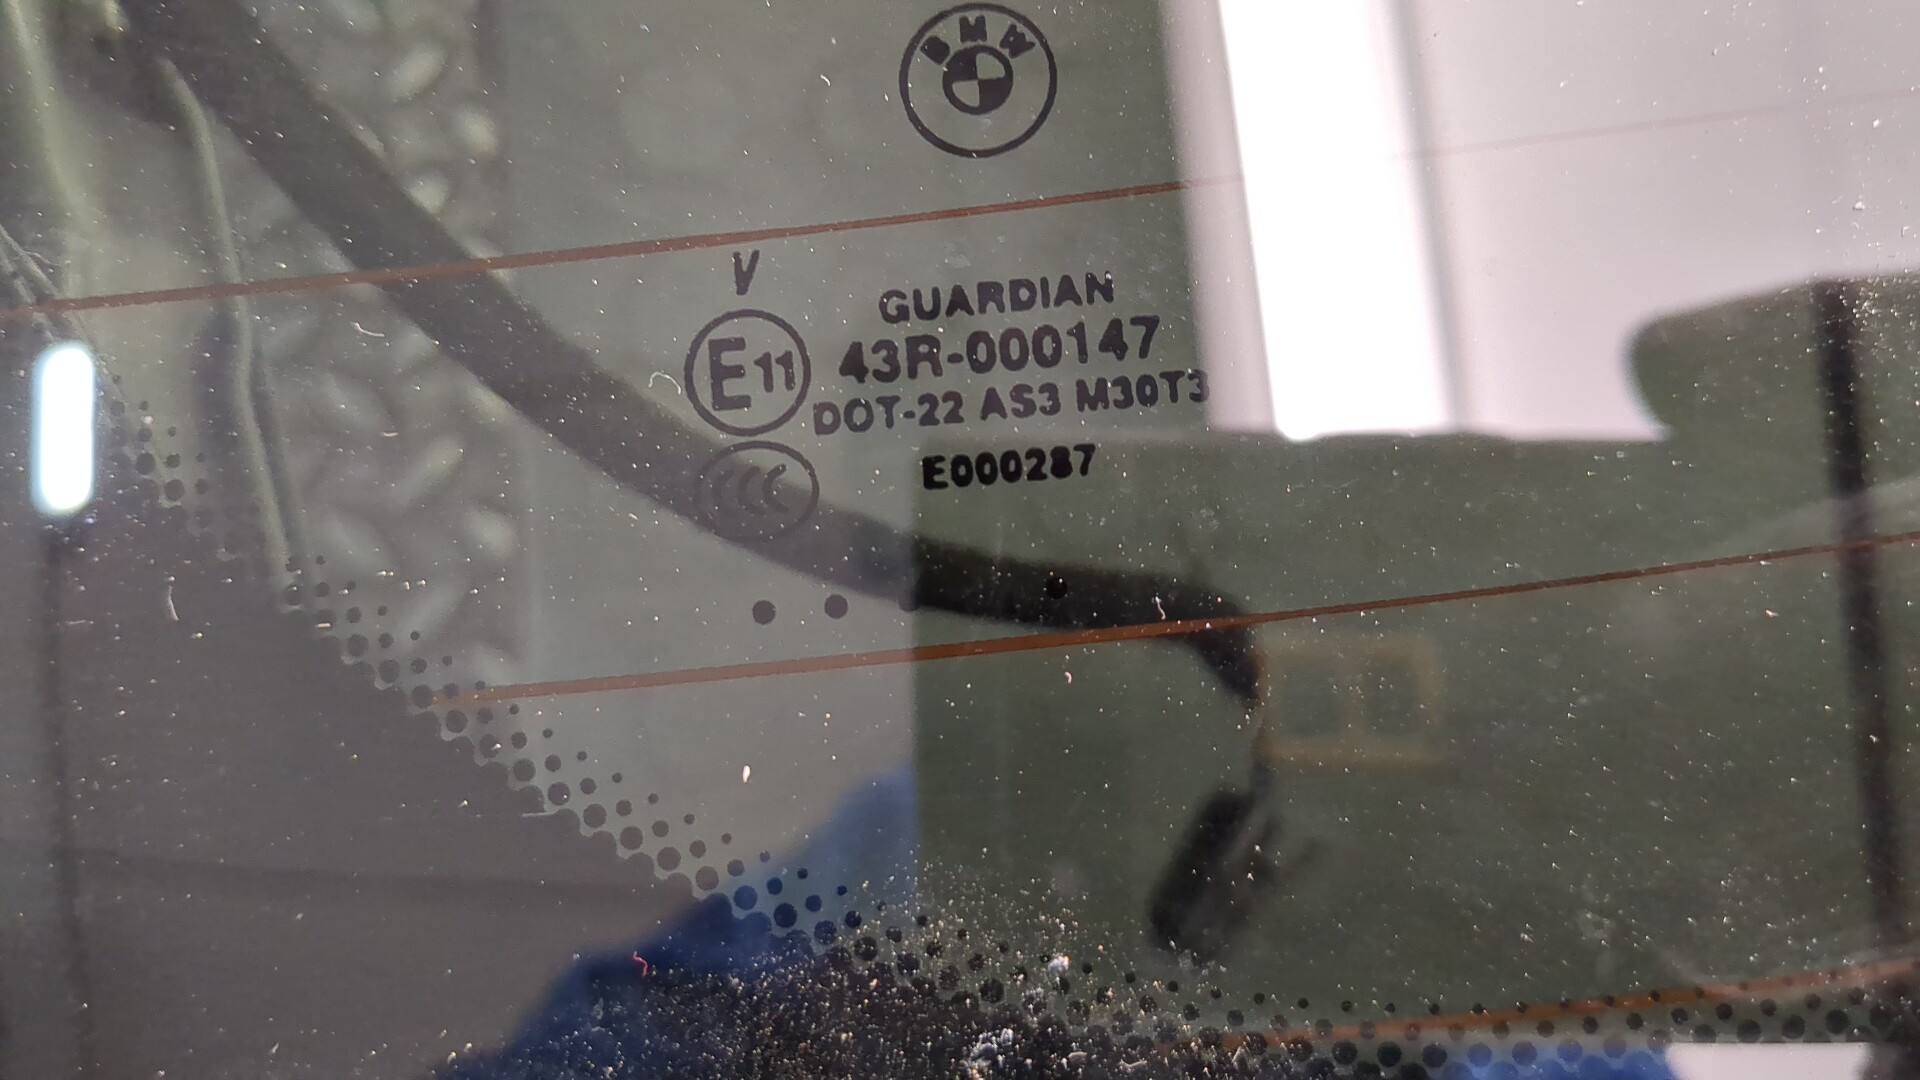 BMW
V
GUARDIAN
E11 43R-000147
DOT-22 AS3 M30T3
CCC
E000287